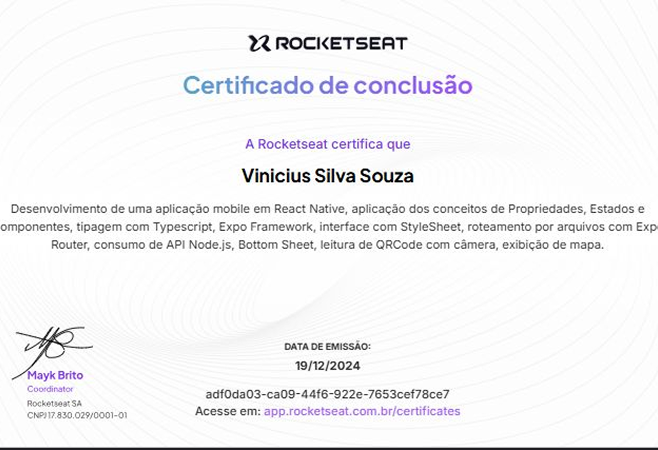 ROCKETSEAT
Certificado de conclusão
A Rocketseat certifica que
Vinicius Silva Souza
Desenvolvimento de uma aplicação mobile em React Native, aplicação dos conceitos de Propriedades, Estados e
omponentes, tipagem com Typescript, Expo Framework, interface com StyleSheet, roteamento por arquivos com Exp
Router, consumo de API Node.js, Bottom Sheet, leitura de QRCode com câmera, exibição de mapa.
DATA DE EMISSÃO:
19/12/2024
Mayk Brito
Coordinator
Rocketseat SA
CNPJ 17.830.029/0001-01
adf0da03-ca09-44f6-922e-7653cef78ce7
Acesse em: app.rocketseat.com.br/certificates